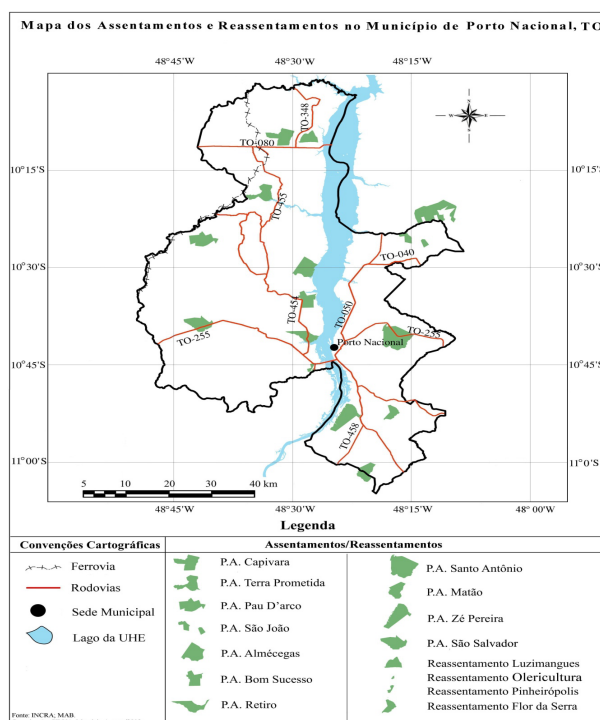 Mapa dos Assentamentos e Reassentamentos no Município de Porto Nacional, TO
48°45'W 48°30'W 48°15'W
N
W E
S
TO-348
TO-080
10°15'S 10°15'S
TO-455
TO-040
10°30'S 10°30'S
TO-454
TO-050
TO-255 TO-255
Porto Nacional
10°45'S 10°45'S
TO-458
11°00'S 11°0'S
5 10 20 30 40 km
48°45'W 48°30'W 48°15'W 48°00'W
Legenda
Convenções Cartográficas
Ferrovia
Rodovias
Sede Municipal
Lago da UHE
Fonte: INCRA; MAB.
Assentamentos/Reassentamentos
P.A. Capivara
P.A. Terra Prometida
P.A. Pau D'arco
P.A. São João
P.A. Almécegas
P.A. Bom Sucesso
P.A. Retiro
P.A. Santo Antônio
P.A. Matão
P.A. Zé Pereira
P.A. São Salvador
Reassentamento Luzimangues
Reassentamento Olericultura
Reassentamento Pinheirópolis
Reassentamento Flor da Serra